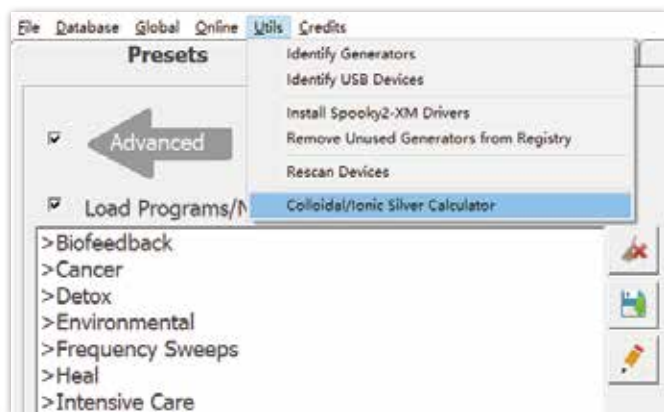 File Database Global Online Utils Credits
Presets
Identify Generators
Identify USB Devices
Install Spooky2-XM Drivers
Remove Unused Generators from Registry
Rescan Devices
Colloidal/Ionic Silver Calculator
Advanced
Load Programs/
>Biofeedback
>Cancer
>Detox
>Environmental
>Frequency Sweeps
>Heal
>Intensive Care